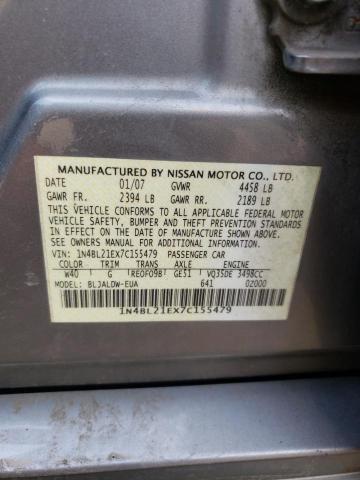 MANUFACTURED BY NISSAN MOTOR CO., LTD.
DATE 01/07 GVWR 4458 LB
GAWR FR. 2394 LB GAWR RR. 2189 LB
THIS VEHICLE CONFORMS TO ALL APPLICABLE FEDERAL MOTOR
VEHICLE SAFETY, BUMPER AND THEFT PREVENTION STANDARDS
IN EFFECT ON THE DATE OF MANUFACTURE SHOWN ABOVE.
SEE OWNERS MANUAL FOR ADDITIONAL INFORMATION.
VIN: 1N4BL21EX7C155479 PASSENGER CAR
COLOR TRIM TRANS AXLE ENGINE
W40 G REOFO9B GE51 VQ35DE 3498CC
MODEL: BLJALDW-EUA 641 0Z000
1N4BL21EX7C155479